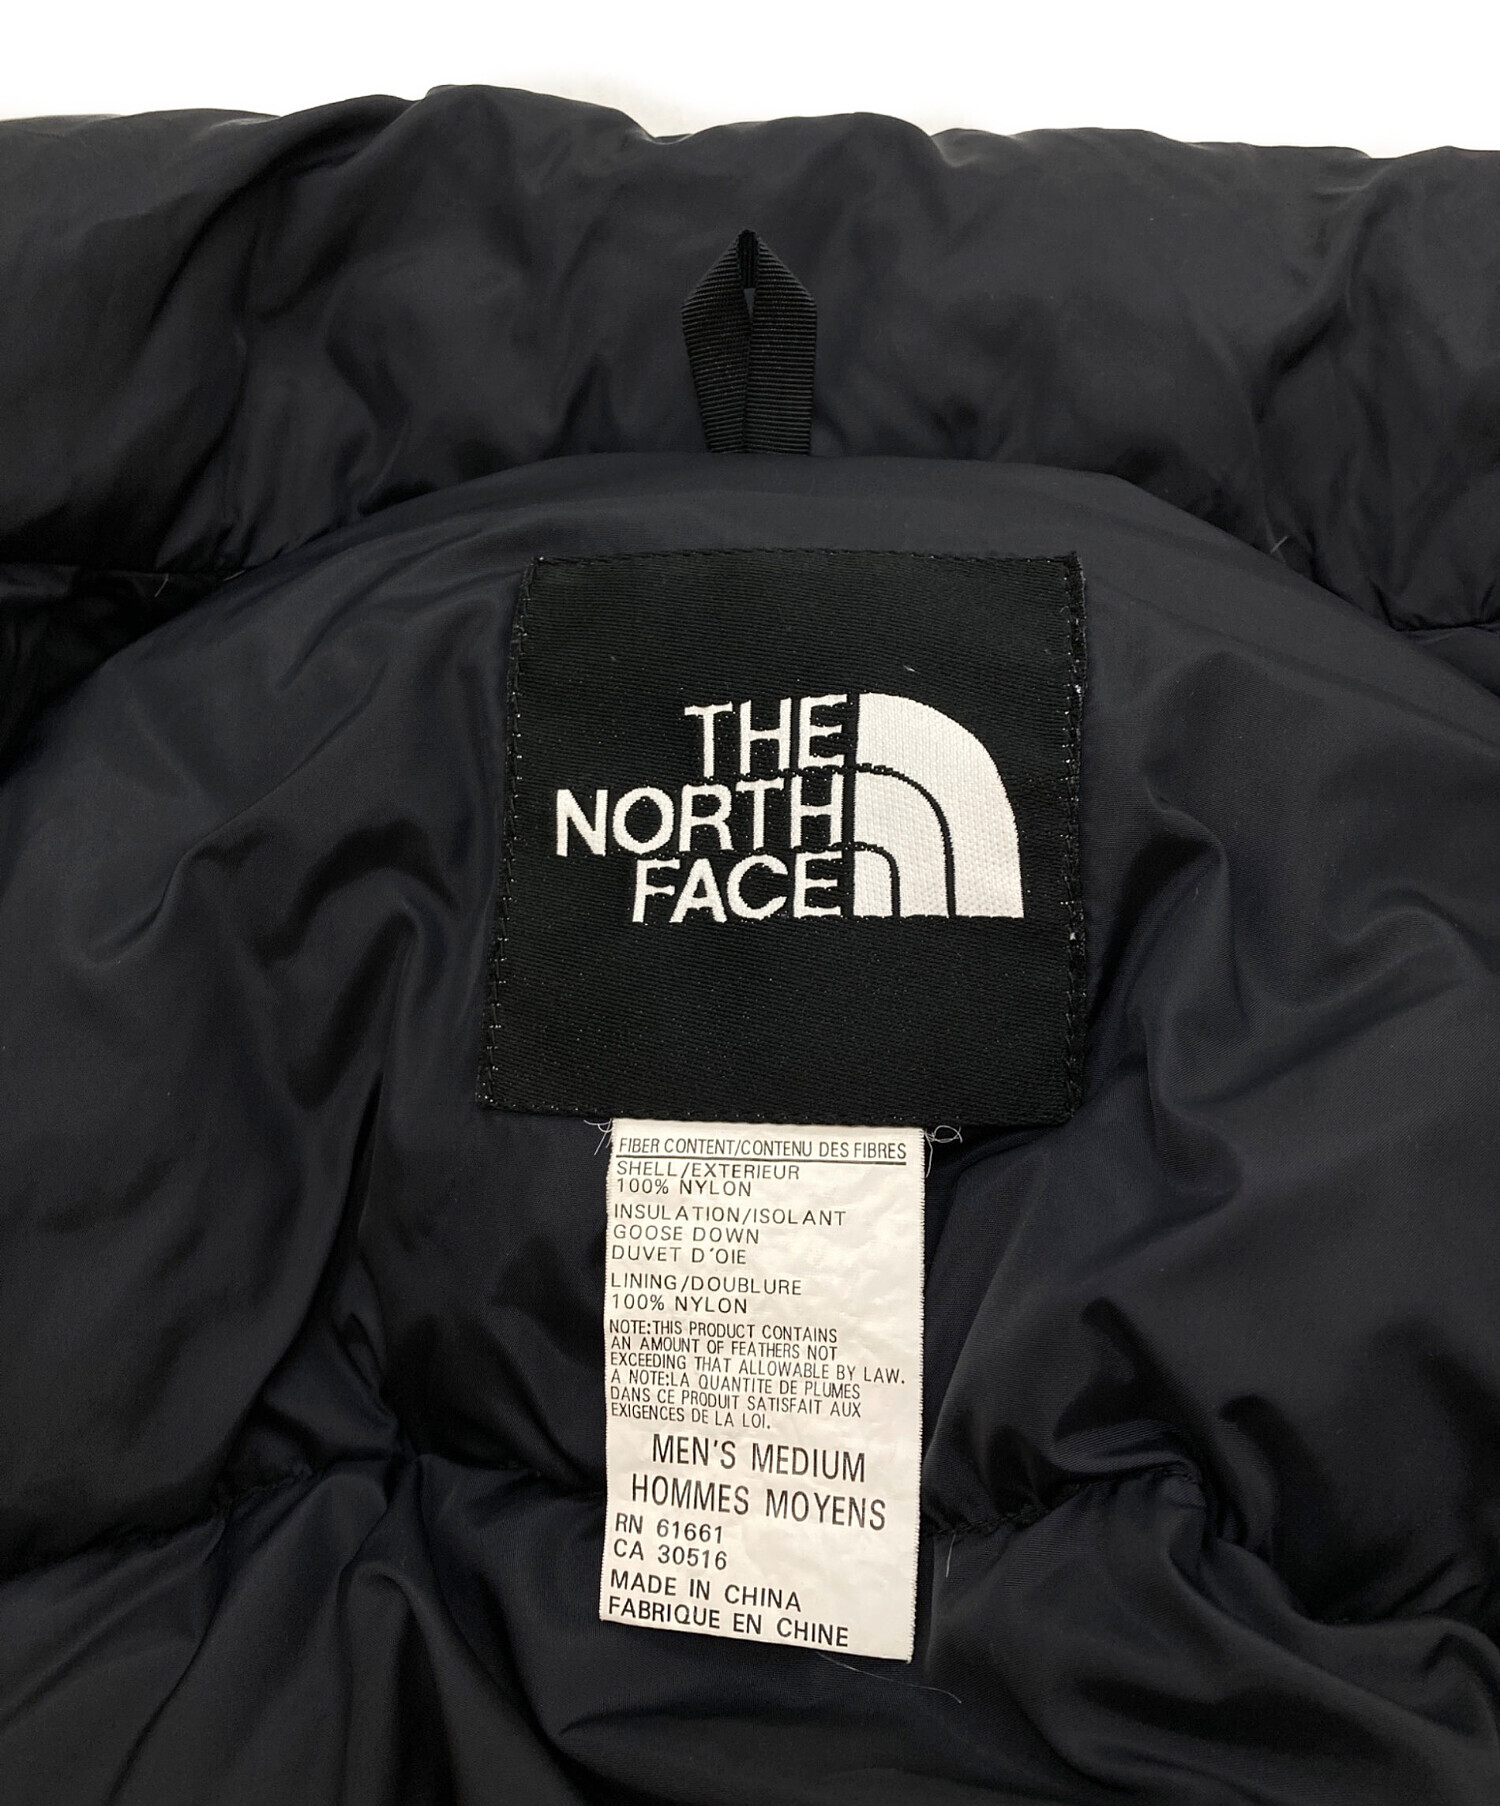 THE
NORTH
FACE
FIBER CONTENT/CONTENU DES FIBRES
SHELL/EXTERIEUR
100% NYLON
INSULATION/ISOLANT
GOOSE DOWN
DUVET D'OIE
LINING/DOUBLURE
100% NYLON
NOTE:THIS PRODUCT CONTAINS
AN AMOUNT OF FEATHERS NOT
EXCEEDING THAT ALLOWABLE BY LAW.
A NOTE:LA QUANTITE DE PLUMES
DANS CE PRODUIT SATISFAIT AUX
EXIGENCES DE LA LOI.
MEN'S MEDIUM
HOMMES MOYENS
RN 61661
CA 30516
MADE IN CHINA
FABRIQUE EN CHINE